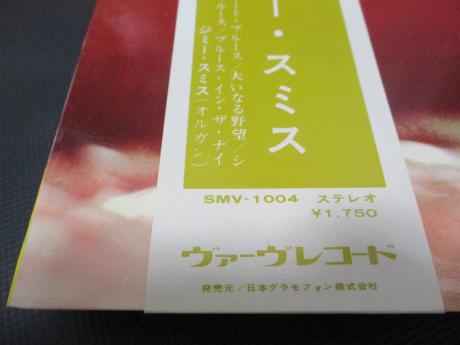 ー・スミス
ート・ブルース/大いなる野望/シ
ルース/ブルース・イン・ザ・ナイ
ジミー・スミス(オルガン)
SMV-1004 ステレオ
¥1,750
ヴァーヴレコード
発売元/日本グラモフォン株式会社